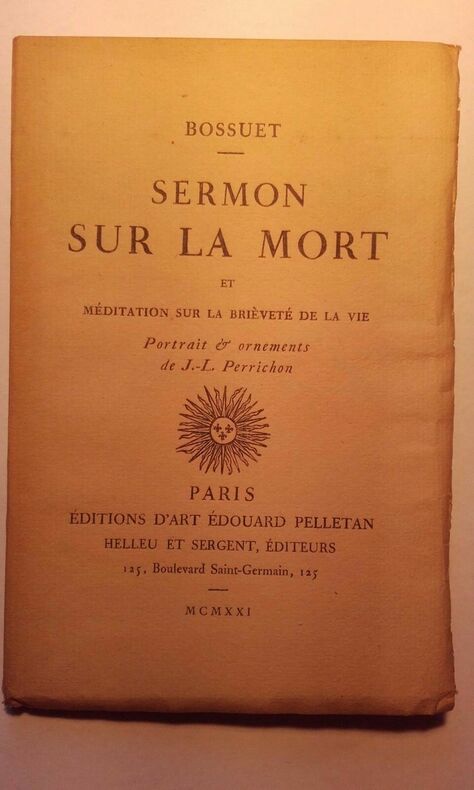 BOSSUET
SERMON
SUR LA MORT
ET
MÉDITATION SUR LA BRIÈVETÉ DE LA VIE
Portrait & ornements
de J.-L. Perrichon
PARIS
ÉDITIONS D'ART ÉDOUARD PELLETAN
HELLEU ET SERGENT, ÉDITEURS
125, Boulevard Saint-Germain, 125
MCMXXI